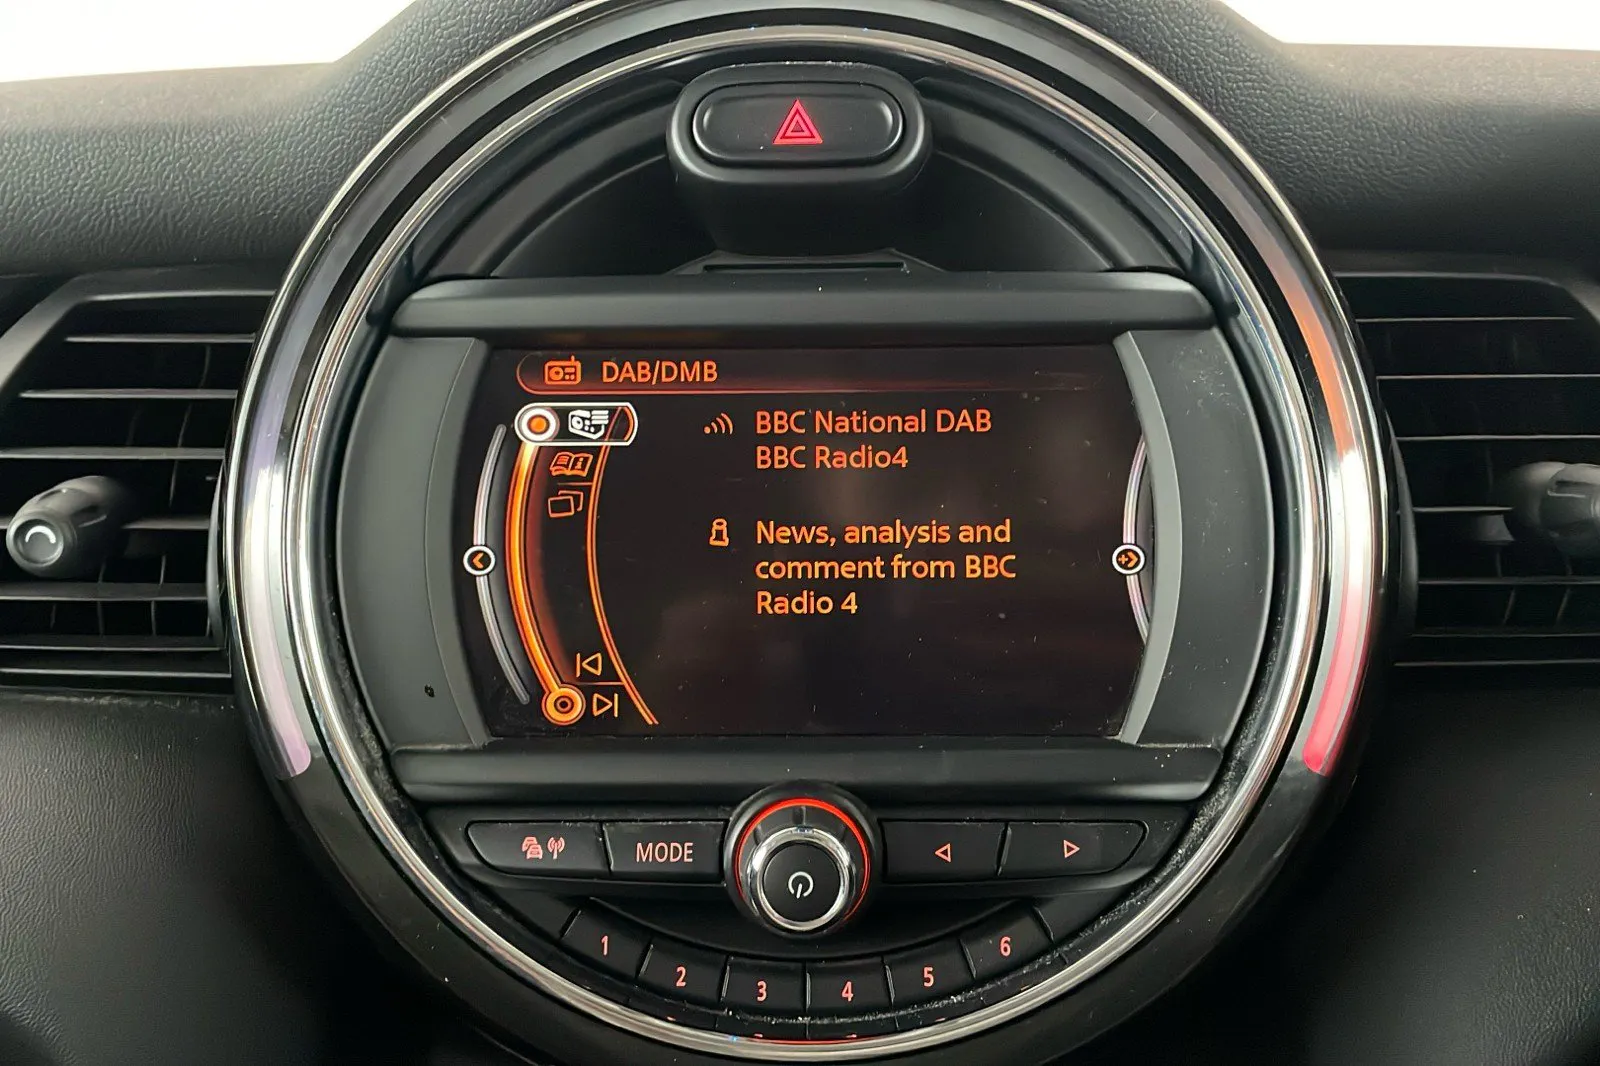 DAB/DMB
BBC National DAB
BBC Radio4
News, analysis and
comment from BBC
Radio 4
MODE
1
2
3
4
5
6